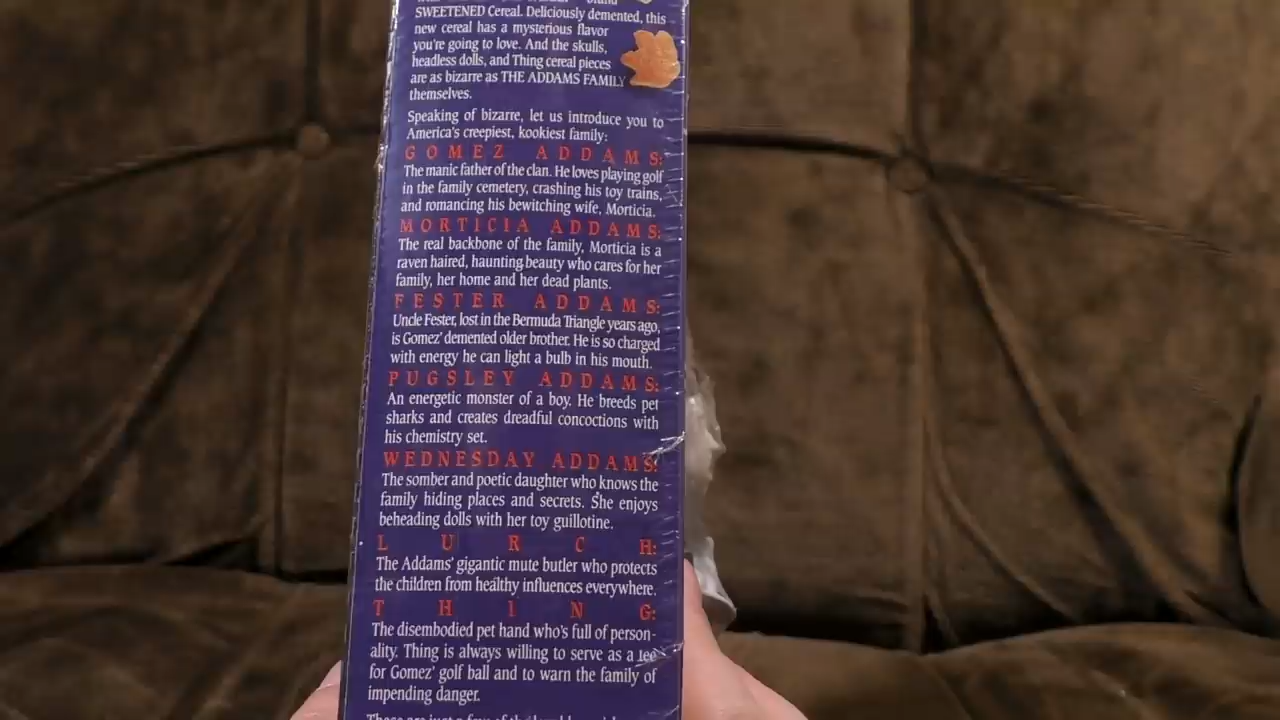 SWEETENED Cereal. Deliciously demented, this
new cereal has a mysterious flavor
you're going to love. And the skulls,
headless dolls, and Thing cereal pieces
are as bizarre as THE ADDAMS FAMILY
themselves.
Speaking of bizarre, let us introduce you to
America's creepiest, kookiest family:
GOMEZ ADDAMS:
The manic father of the clan. He loves playing golf
in the family cemetery, crashing his toy trains,
and romancing his bewitching wife, Morticia.
MORTICIA ADDAMS:
The real backbone of the family, Morticia is a
raven haired, haunting beauty who cares for her
family, her home and her dead plants.
FESTER ADDAMS:
Uncle Fester, lost in the Bermuda Triangle years ago,
is Gomez' demented older brother. He is so charged
with energy he can light a bulb in his mouth.
PUGSLEY ADDAMS:
An energetic monster of a boy. He breeds pet
sharks and creates dreadful concoctions with
his chemistry set.
WEDNESDAY ADDAMS:
The somber and poetic daughter who knows the
family hiding places and secrets. She enjoys
beheading dolls with her toy guillotine.
LURCH:
The Addams' gigantic mute butler who protects
the children from healthy influences everywhere.
THING:
The disembodied pet hand who's full of person-
ality. Thing is always willing to serve as a tee
for Gomez' golf ball and to warn the family of
impending danger.
These are just a few of the